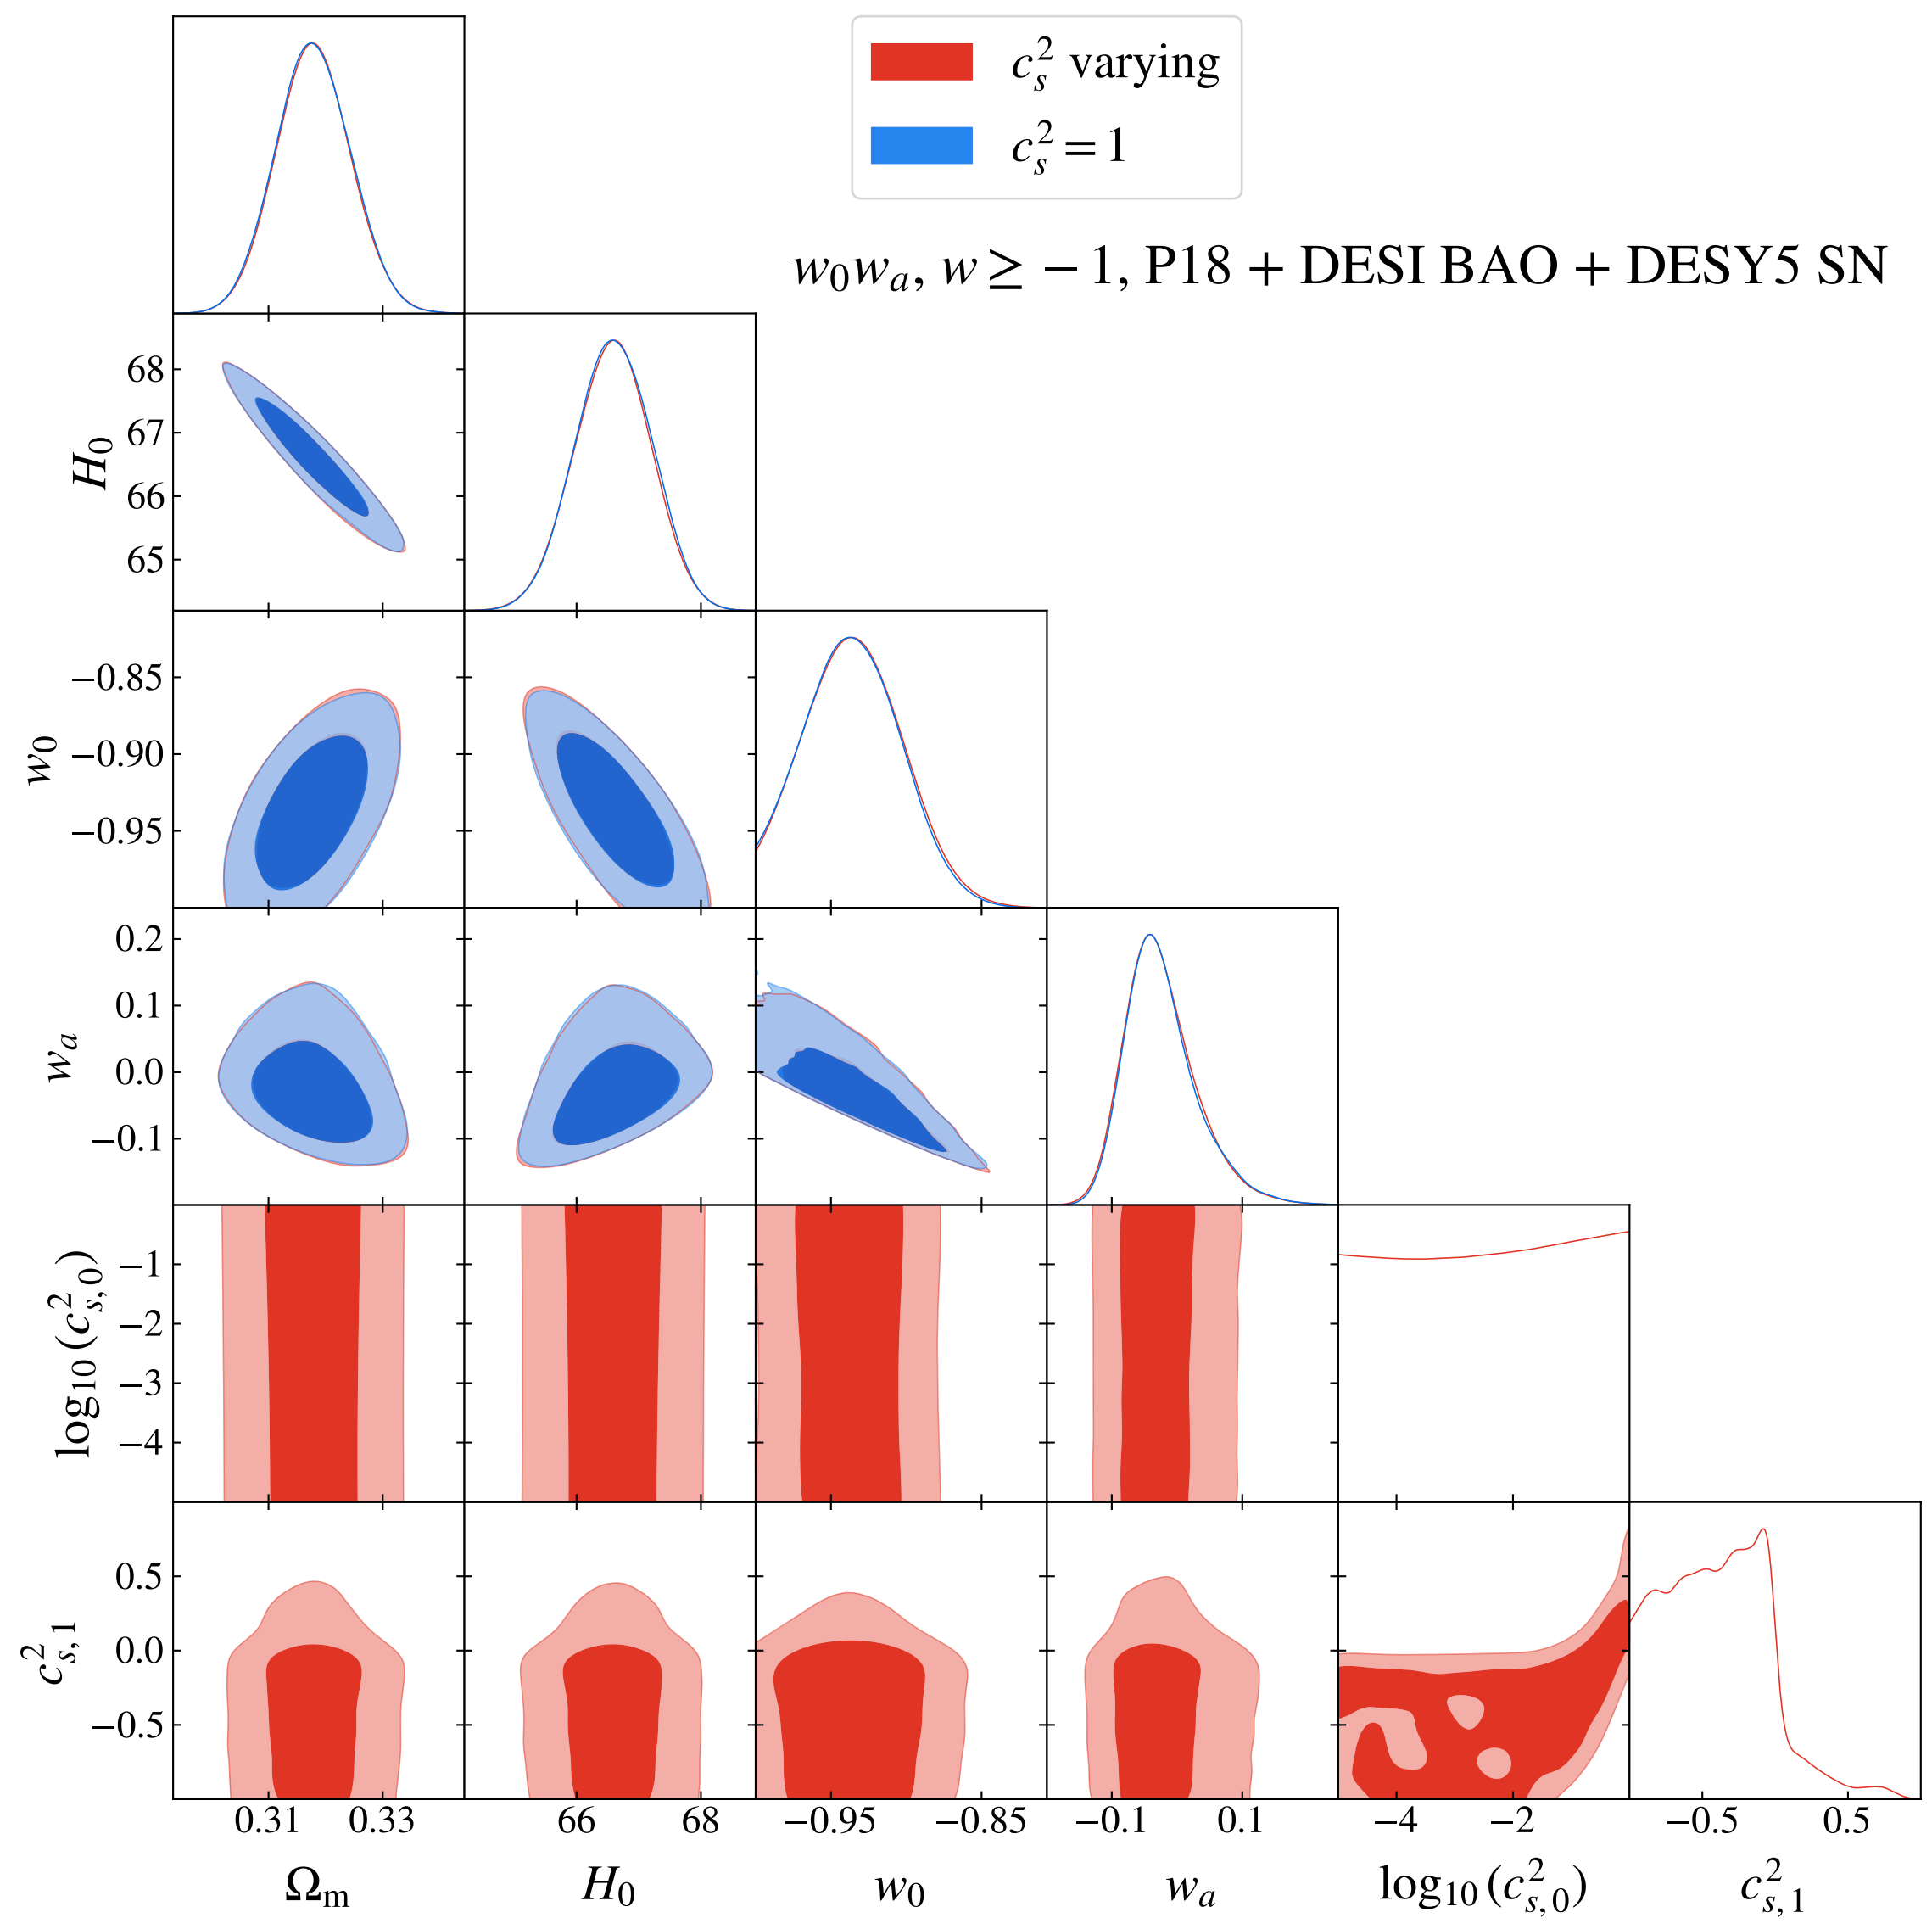 c_s^2 varying
c_s^2 = 1
w_0w_a, w ≥ −1, P18 + DESI BAO + DESY5 SN
68
67
66
65
H_0
−0.85
−0.90
−0.95
w_0
0.2
0.1
0.0
−0.1
w_a
−1
−2
−3
−4
log_10(c_{s,0}^2)
0.5
0.0
−0.5
c_{s,1}^2
0.31 0.33 66 68 −0.95 −0.85 −0.1 0.1 −4 −2 −0.5 0.5
Ω_m H_0 w_0 w_a log_10(c_{s,0}^2) c_{s,1}^2